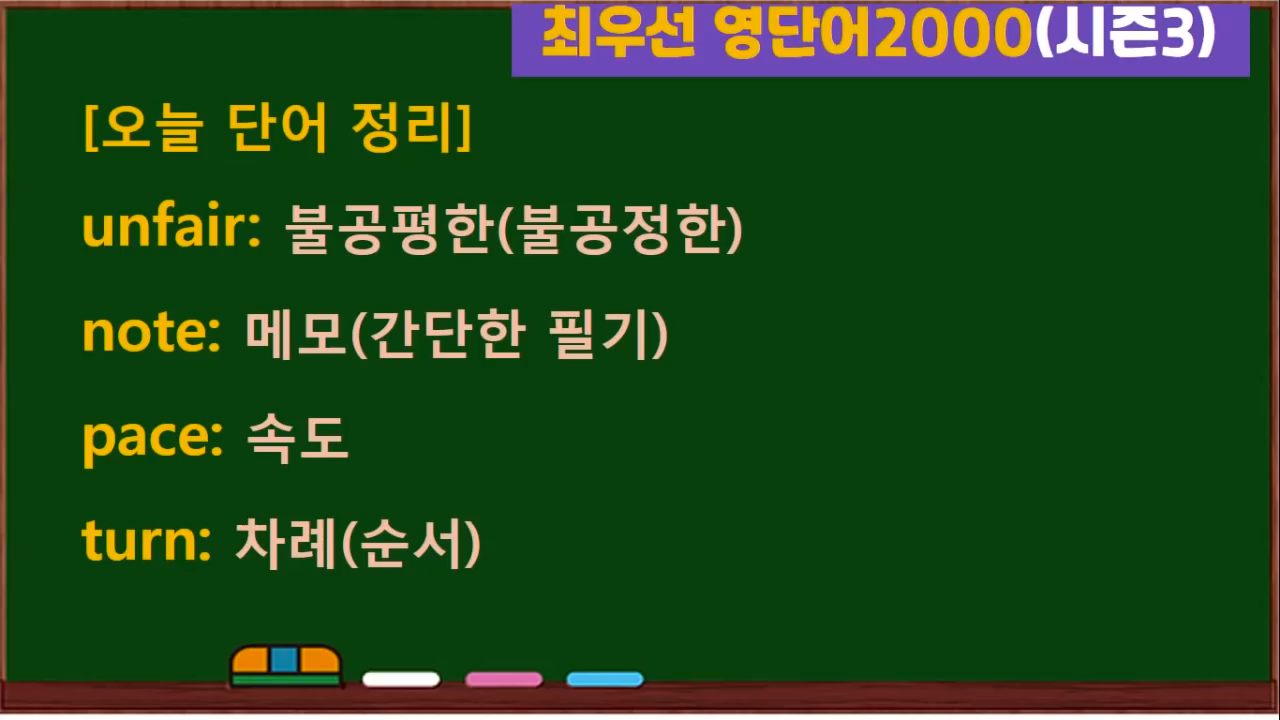 최우선 영단어2000(시즌3)
[오늘 단어 정리]
unfair: 불공평한(불공정한)
note: 메모(간단한 필기)
pace: 속도
turn: 차례(순서)